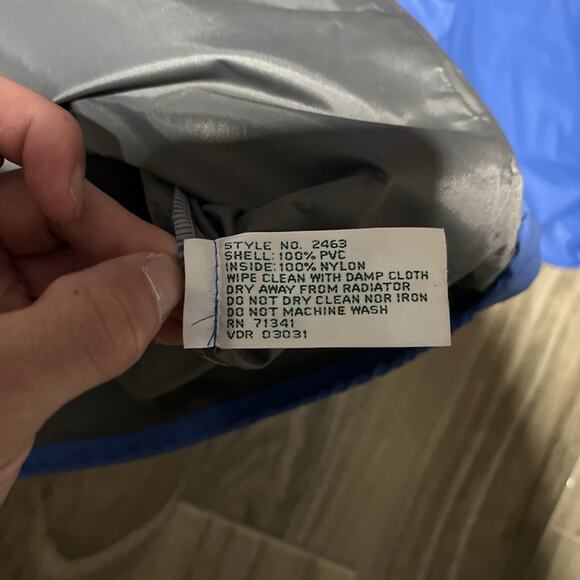 STYLE NO. 2463
SHELL: 100% PVC
INSIDE: 100% NYLON
WIPE CLEAN WITH DAMP CLOTH
DRY AWAY FROM RADIATOR
DO NOT DRY CLEAN NOR IRON
DO NOT MACHINE WASH
RN 71341
VDR 03031